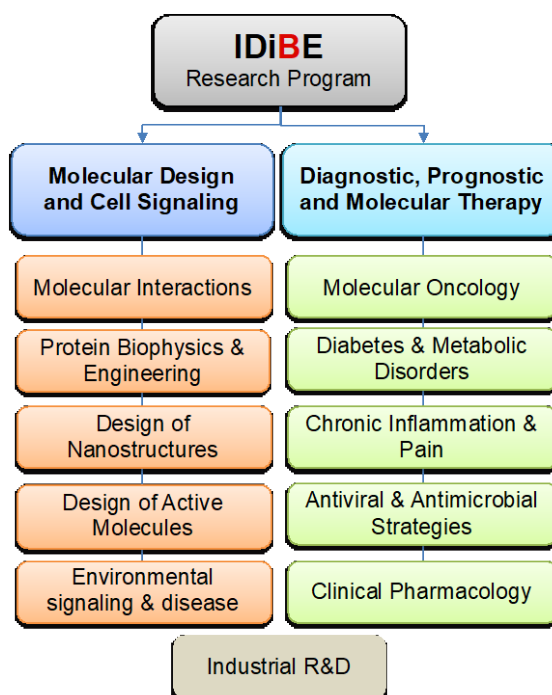 IDiBE
Research Program
Molecular Design
and Cell Signaling
Diagnostic, Prognostic
and Molecular Therapy
Molecular Interactions
Molecular Oncology
Protein Biophysics &
Engineering
Diabetes & Metabolic
Disorders
Design of
Nanostructures
Chronic Inflammation &
Pain
Design of Active
Molecules
Antiviral & Antimicrobial
Strategies
Environmental
signaling & disease
Clinical Pharmacology
Industrial R&D